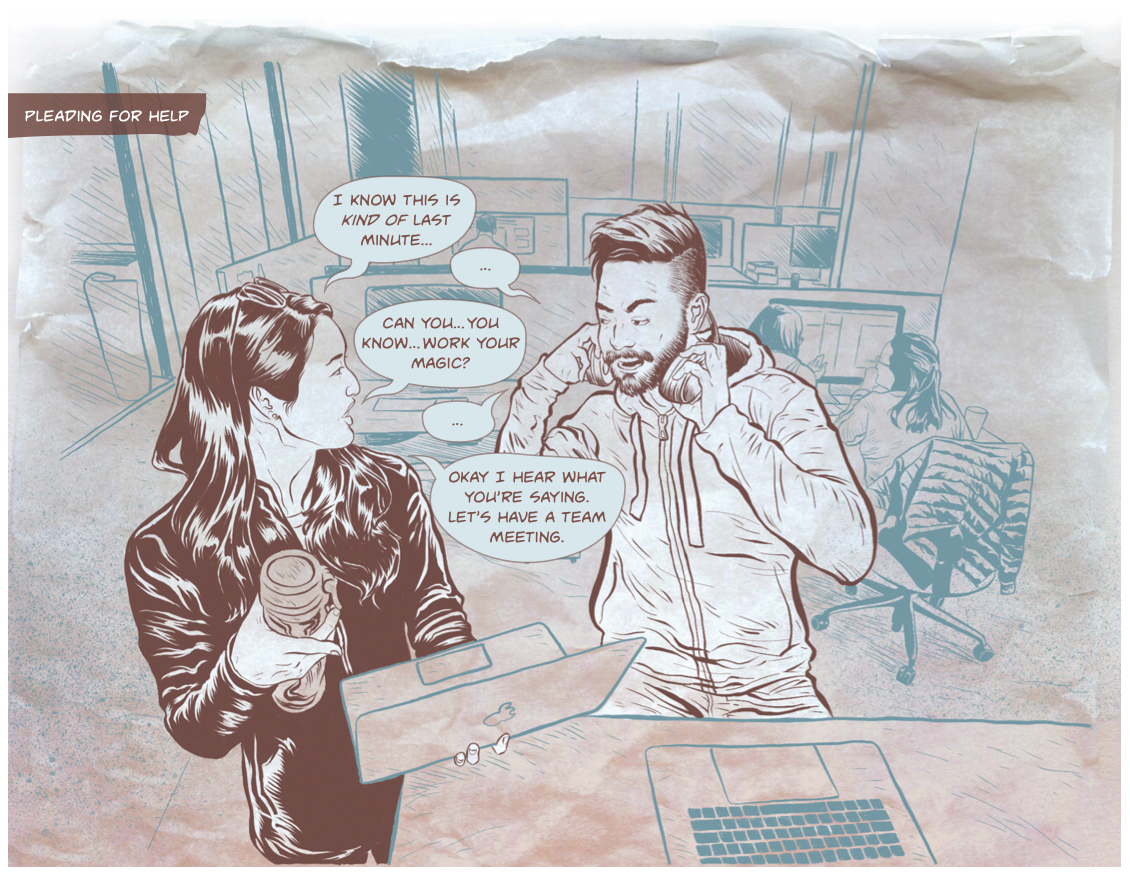 PLEADING FOR HELP
I KNOW THIS IS
KIND OF LAST
MINUTE...
...
CAN YOU...YOU
KNOW...WORK YOUR
MAGIC?
...
OKAY I HEAR WHAT
YOU'RE SAYING.
LET'S HAVE A TEAM
MEETING.